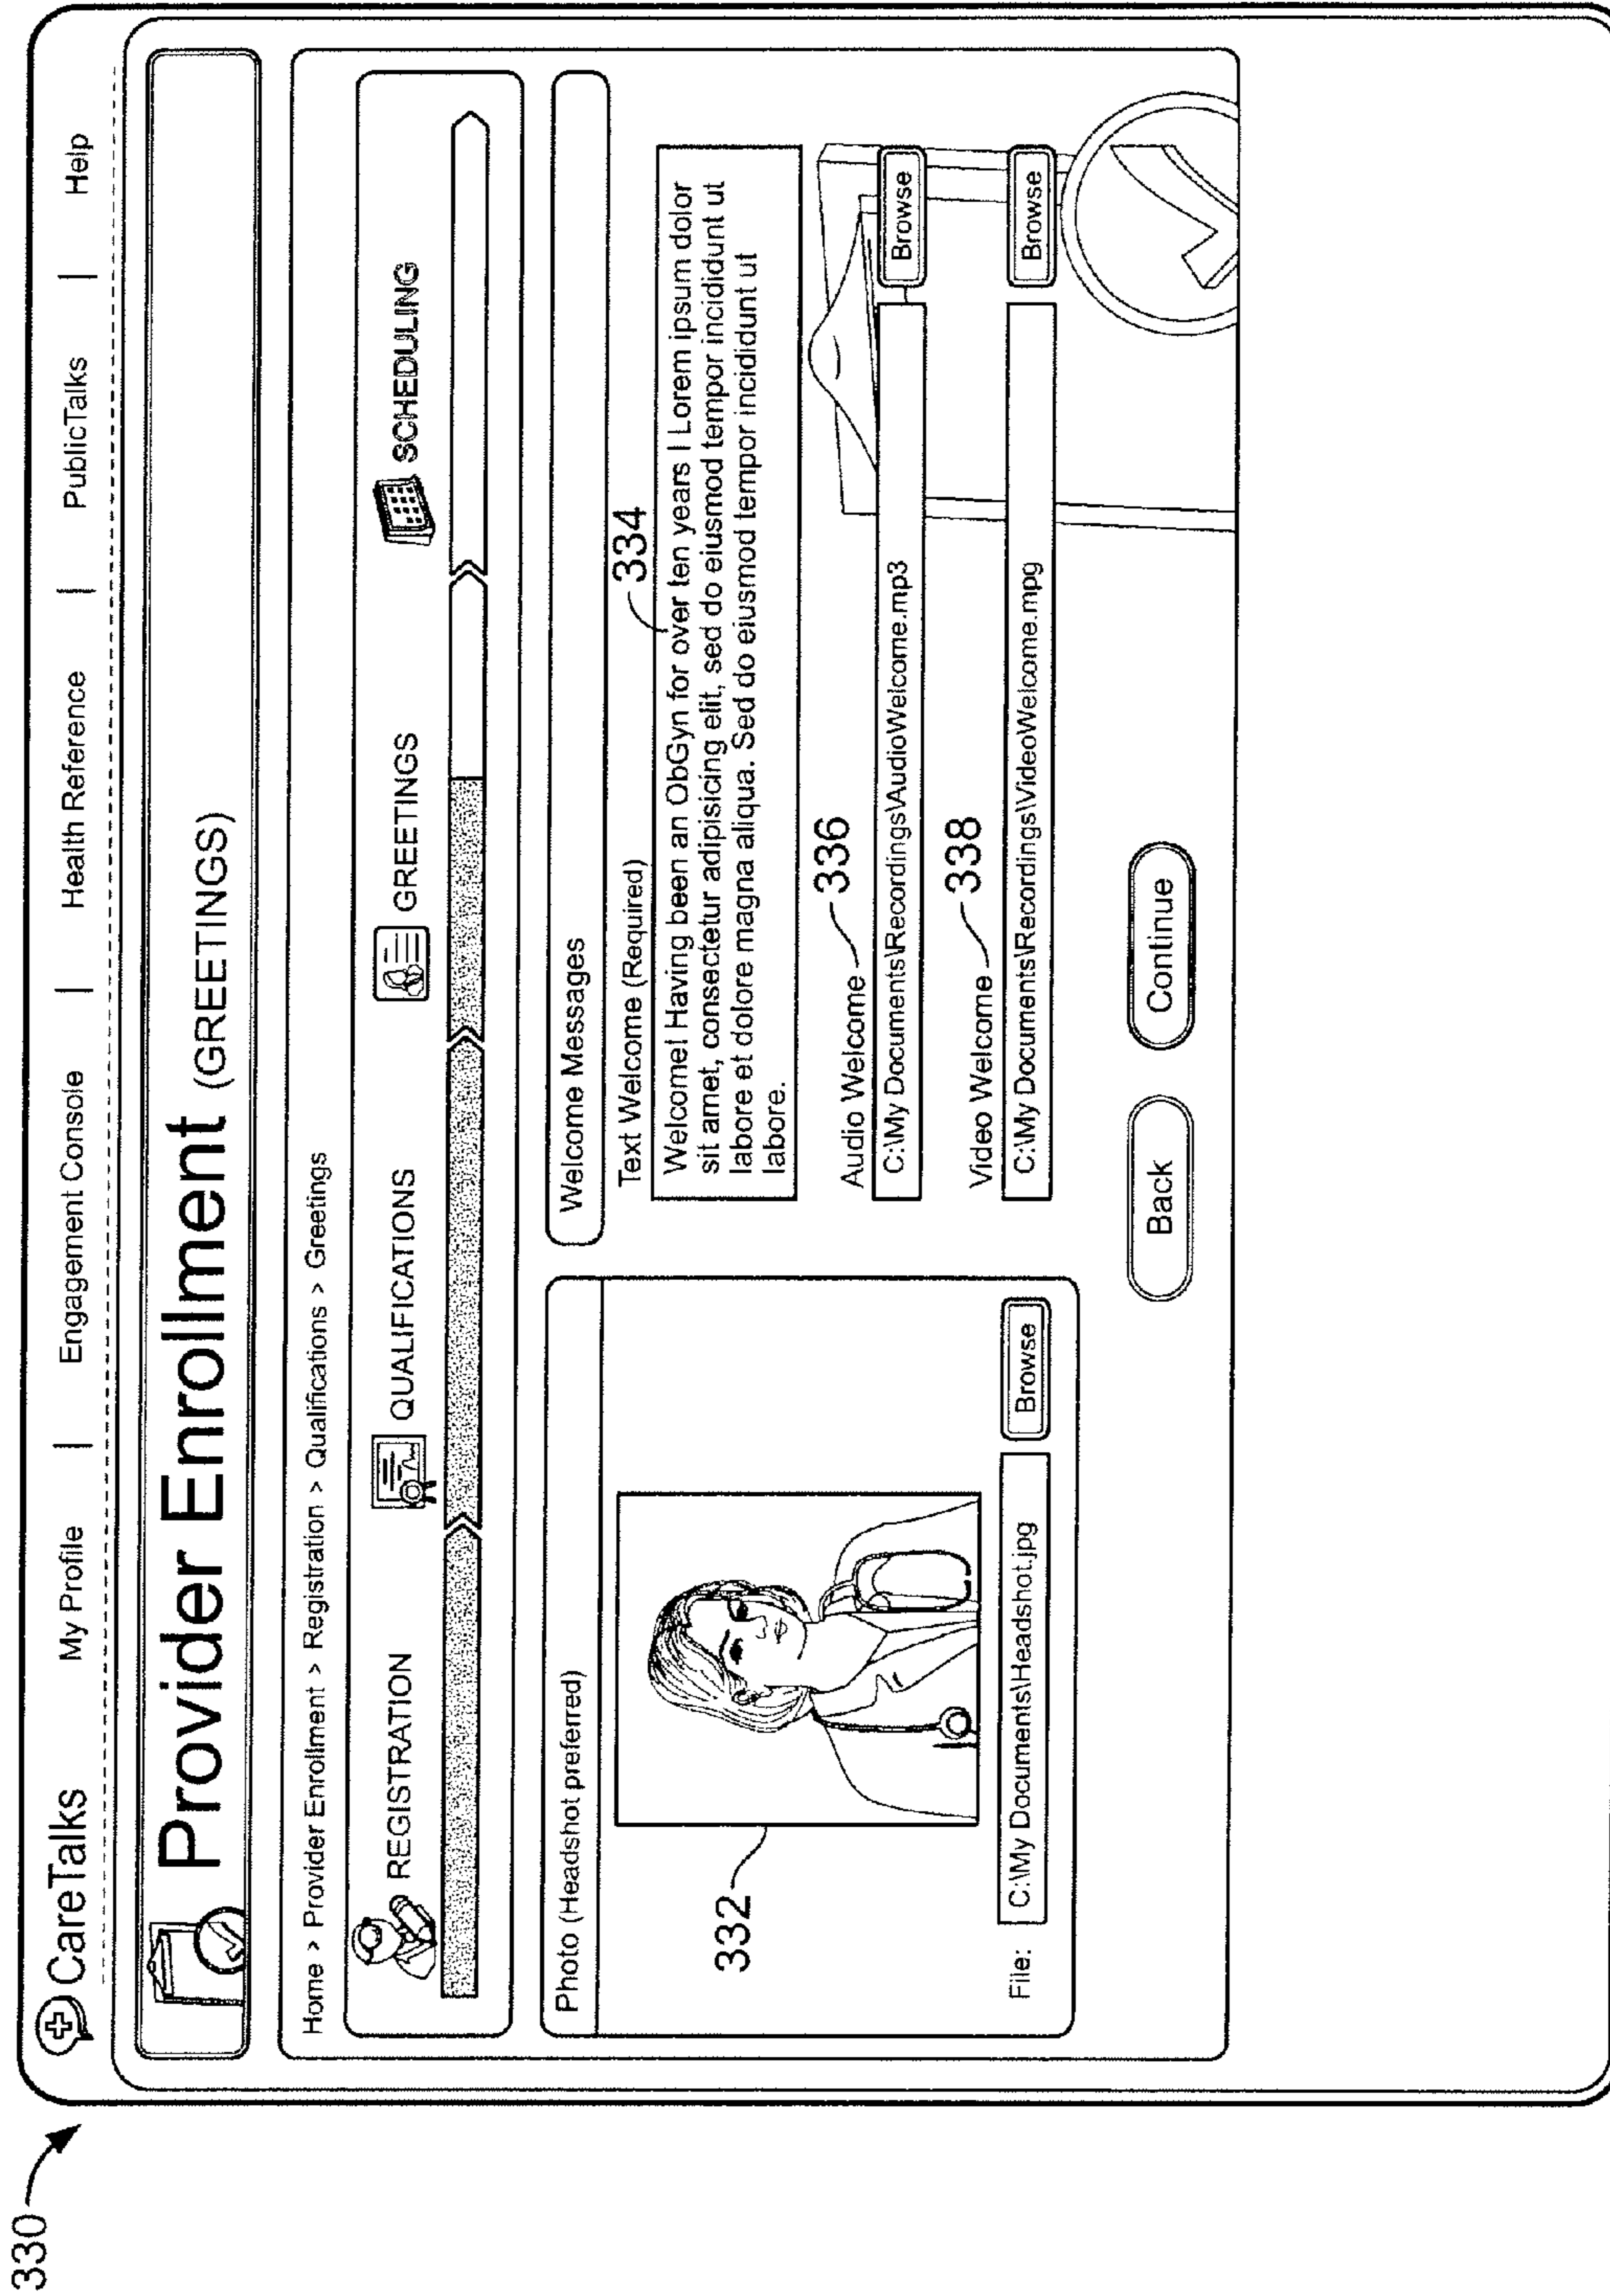 330
CareTalks
My Profile | Engagement Console | Health Reference | PublicTalks | Help
Provider Enrollment (GREETINGS)
Home > Provider Enrollment > Registration > Qualifications > Greetings
REGISTRATION
QUALIFICATIONS
GREETINGS
SCHEDULING
Photo (Headshot preferred)
332
File: C:\My Documents\Headshot.jpg
Browse
Welcome Messages
Text Welcome (Required)
334
Welcome! Having been an ObGyn for over ten years I Lorem ipsum dolor
sit amet, consectetur adipisicing elit, sed do eiusmod tempor incididunt ut
labore et dolore magna aliqua. Sed do eiusmod tempor incididunt ut
labore.
Audio Welcome 336
C:\My Documents\Recordings\AudioWelcome.mp3
Browse
Video Welcome 338
C:\My Documents\Recordings\VideoWelcome.mpg
Browse
Back
Continue